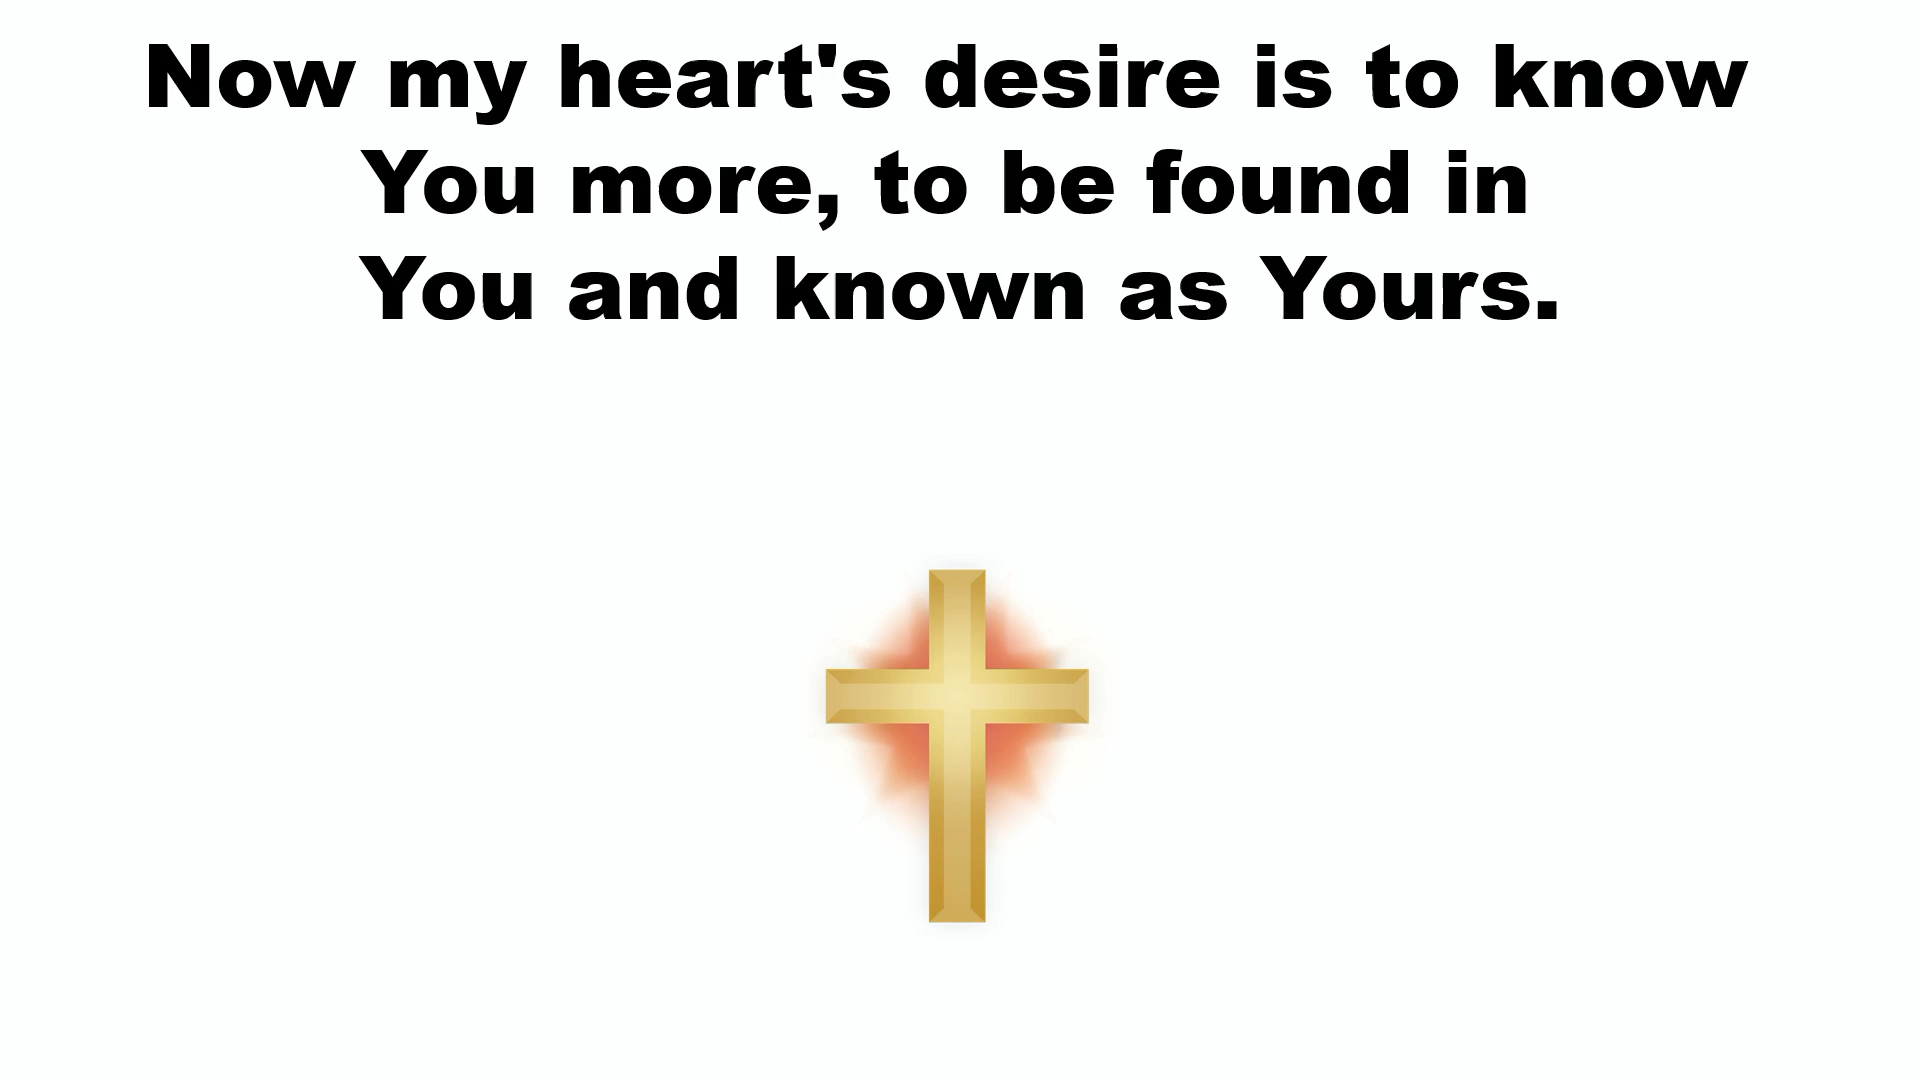 Now my heart's desire is to know
You more, to be found in
You and known as Yours.